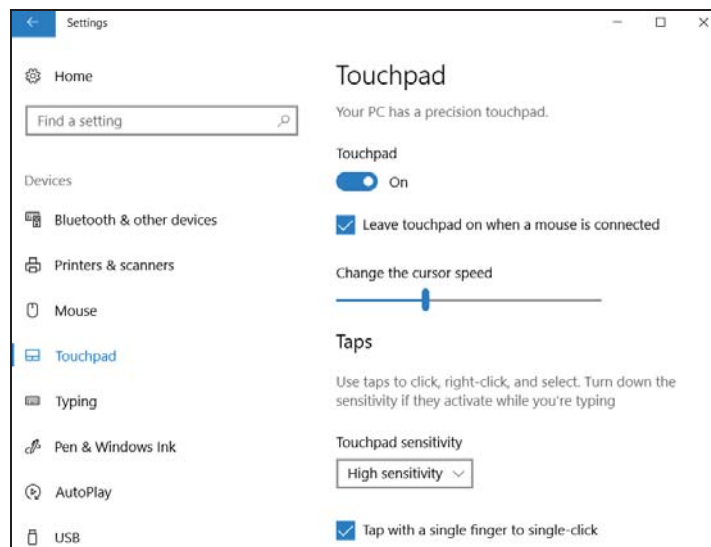 Settings
Home
Find a setting
Devices
Bluetooth & other devices
Printers & scanners
Mouse
Touchpad
Typing
Pen & Windows Ink
AutoPlay
USB
Touchpad
Your PC has a precision touchpad.
Touchpad
On
Leave touchpad on when a mouse is connected
Change the cursor speed
Taps
Use taps to click, right-click, and select. Turn down the
sensitivity if they activate while you're typing
Touchpad sensitivity
High sensitivity
Tap with a single finger to single-click